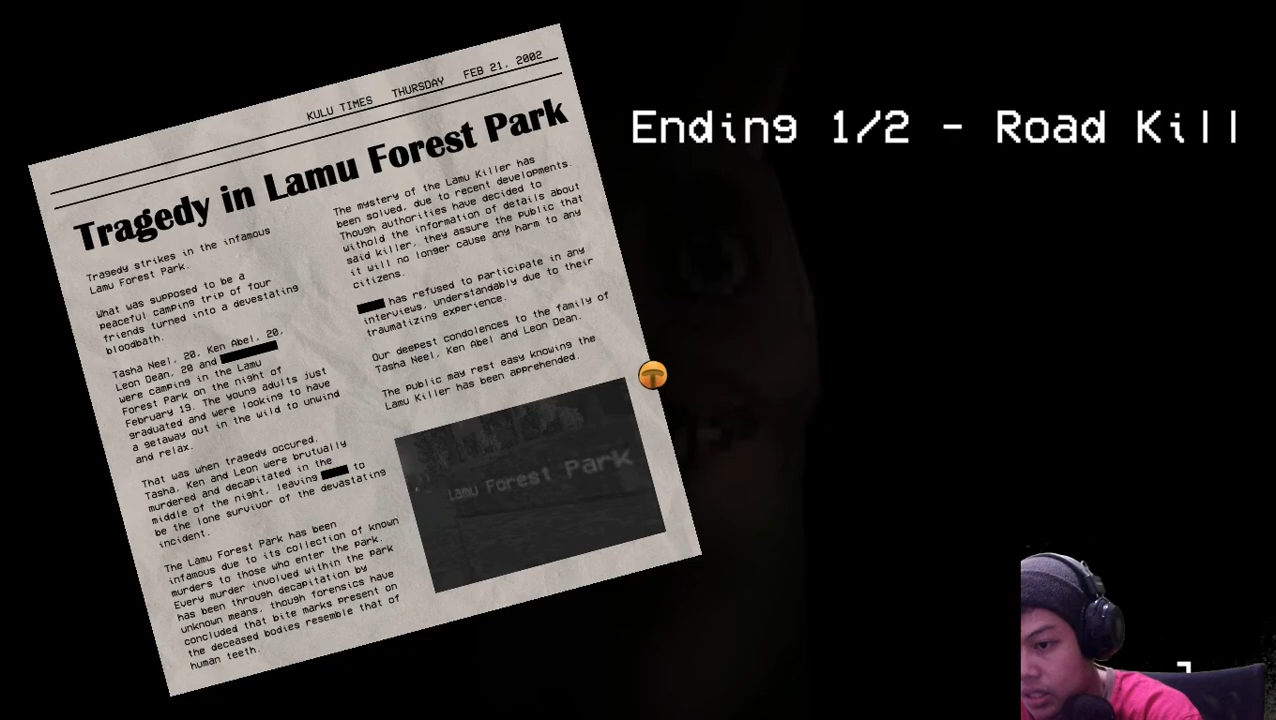 KULU TIMES THURSDAY FEB 21, 2002
Tragedy in Lamu Forest Park
Tragedy strikes in the infamous
Lamu Forest Park.
What was supposed to be a
peaceful camping trip of four
friends turned into a devastating
bloodbath.
Tasha Neel, 20, Ken Abel, 20,
Leon Dean, 20 and
were camping in the Lamu
Forest Park on the night of
February 19. The young adults just
graduated and were looking to have
a getaway out in the wild to unwind
and relax.
That was when tragedy occured.
Tasha, Ken and Leon were brutually
murdered and decapitated in the
middle of the night, leaving to
be the lone survivor of the devastating
incident.
The Lamu Forest Park has been
infamous due to its collection of known
murders to those who enter the park.
Every murder involved within the park
has been through decapitation by
unknown means, though forensics have
concluded that bite marks present on
the deceased bodies resemble that of
human teeth.
The mystery of the Lamu Killer has
been solved, due to recent developments.
Though authorities have decided to
withold the information of details about
said killer, they assure the public that
it will no longer cause any harm to any
citizens.
has refused to participate in any
interviews, understandably due to their
traumatizing experience.
Our deepest condolences to the family of
Tasha Neel, Ken Abel and Leon Dean.
The public may rest easy knowing the
Lamu Killer has been apprehended.
Lamu Forest Park
Ending 1/2 - Road Kill